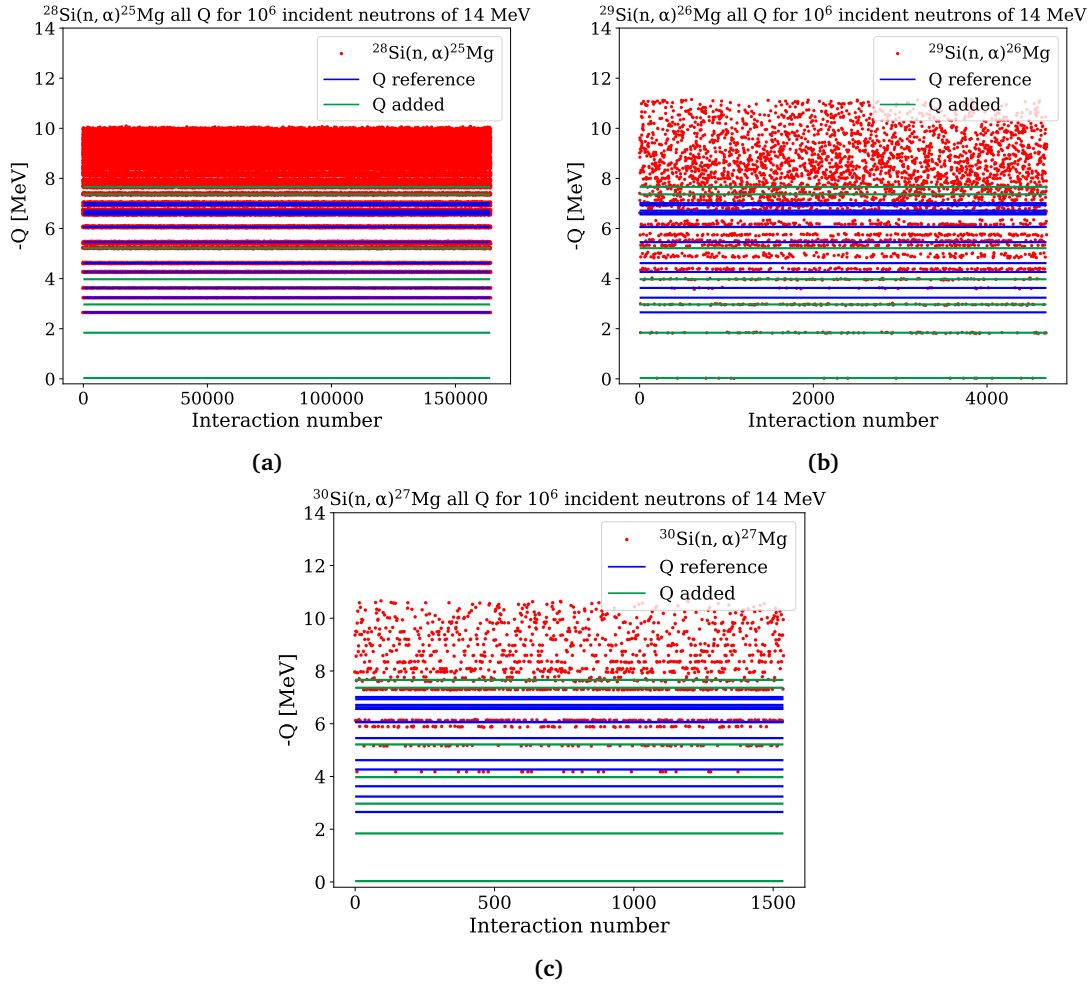 ²⁸Si(n, α)²⁵Mg all Q for 10⁶ incident neutrons of 14 MeV
14
12
10
8
6
4
2
0
-Q [MeV]
²⁸Si(n, α)²⁵Mg
Q reference
Q added
0 50000 100000 150000
Interaction number
(a)
²⁹Si(n, α)²⁶Mg all Q for 10⁶ incident neutrons of 14 MeV
14
12
10
8
6
4
2
0
-Q [MeV]
²⁹Si(n, α)²⁶Mg
Q reference
Q added
0 2000 4000
Interaction number
(b)
³⁰Si(n, α)²⁷Mg all Q for 10⁶ incident neutrons of 14 MeV
14
12
10
8
6
4
2
0
-Q [MeV]
³⁰Si(n, α)²⁷Mg
Q reference
Q added
0 500 1000 1500
Interaction number
(c)